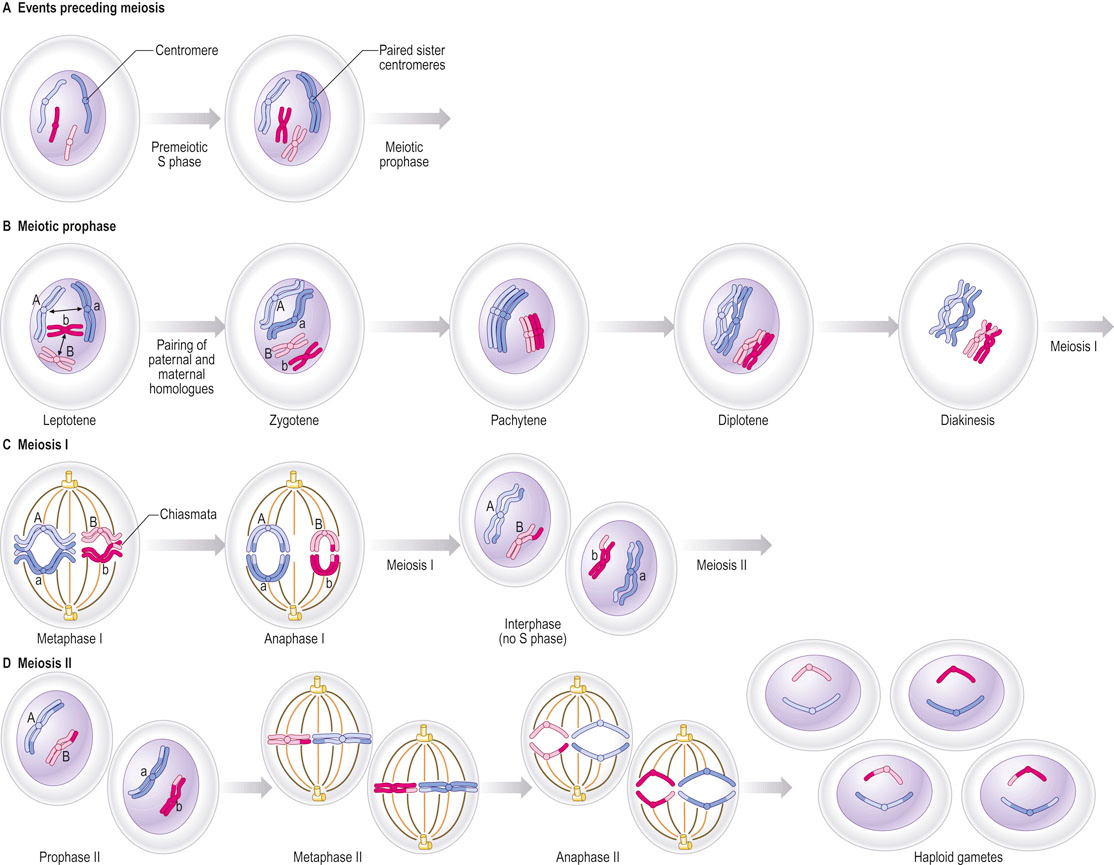 A Events preceding meiosis
Centromere
Paired sister
centromeres
Premeiotic
S phase
Meiotic
prophase
B Meiotic prophase
A
a
b
B
Leptotene
Pairing of
paternal and
maternal
homologues
A
a
B
b
Zygotene
Pachytene
Diplotene
Diakinesis
Meiosis I
C Meiosis I
A
B
a
b
Chiasmata
Metaphase I
A
B
a
b
Anaphase I
Meiosis I
A
B
b
a
Interphase
(no S phase)
Meiosis II
D Meiosis II
A
B
a
b
Prophase II
Metaphase II
Anaphase II
Haploid gametes